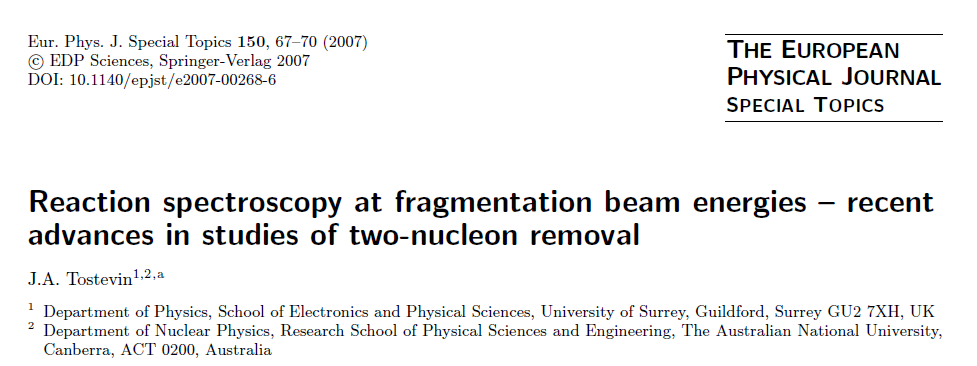 Eur. Phys. J. Special Topics 150, 67–70 (2007)
© EDP Sciences, Springer-Verlag 2007
DOI: 10.1140/epjst/e2007-00268-6
THE EUROPEAN
PHYSICAL JOURNAL
SPECIAL TOPICS
Reaction spectroscopy at fragmentation beam energies – recent
advances in studies of two-nucleon removal
J.A. Tostevin1,2,a
1 Department of Physics, School of Electronics and Physical Sciences, University of Surrey, Guildford, Surrey GU2 7XH, UK
2 Department of Nuclear Physics, Research School of Physical Sciences and Engineering, The Australian National University,
Canberra, ACT 0200, Australia